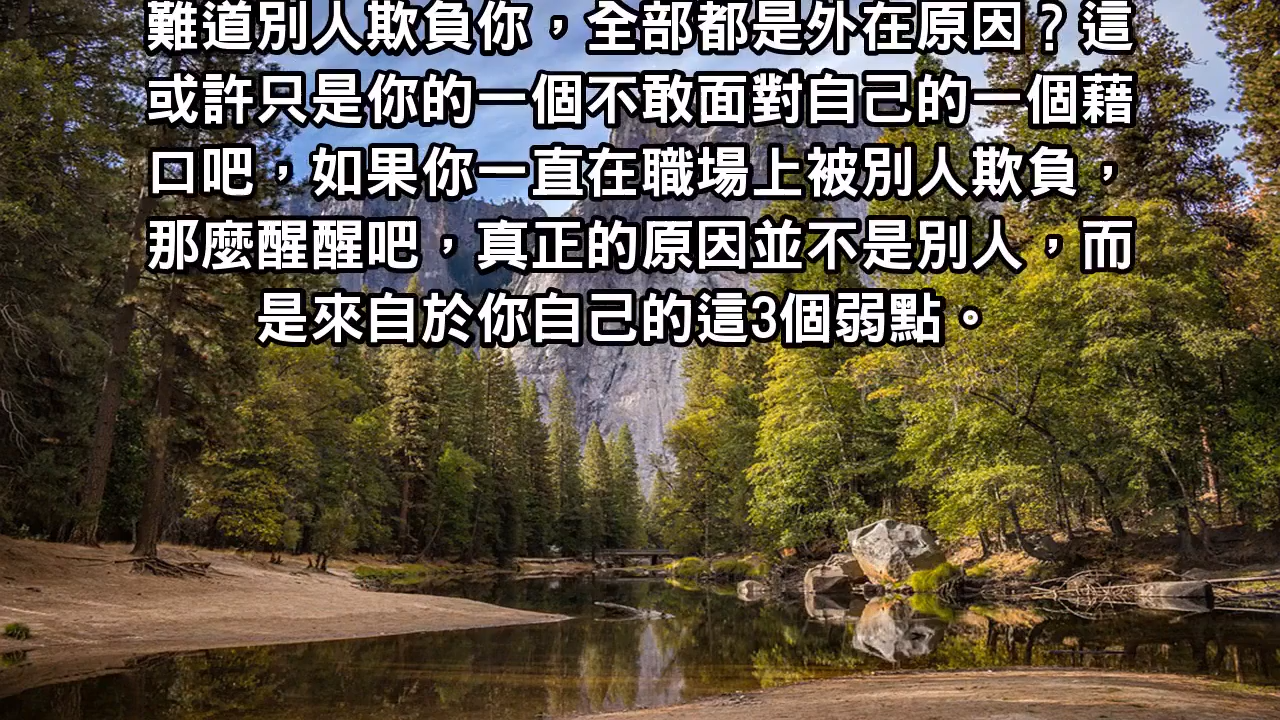 難道別人欺負你，全部都是外在原因？這
或許只是你的一個不敢面對自己的一個藉
口吧，如果你一直在職場上被別人欺負，
那麼醒醒吧，真正的原因並不是別人，而
是來自於你自己的這3個弱點。